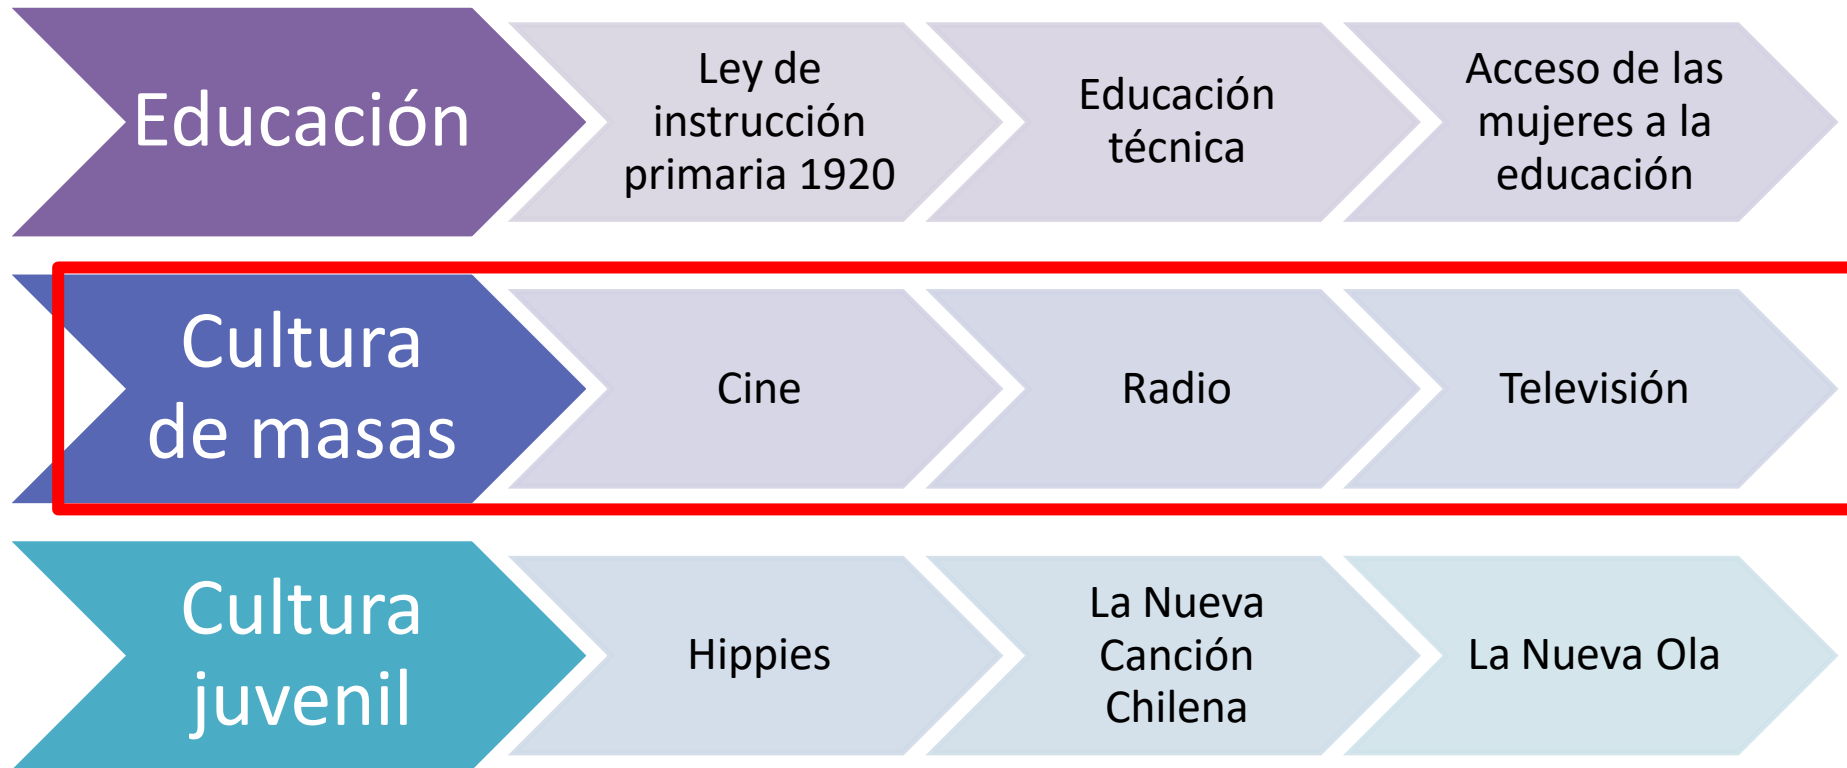 Educación
Ley de
instrucción
primaria 1920
Educación
técnica
Acceso de las
mujeres a la
educación
Cultura
de masas
Cine
Radio
Televisión
Cultura
juvenil
Hippies
La Nueva
Canción
Chilena
La Nueva Ola